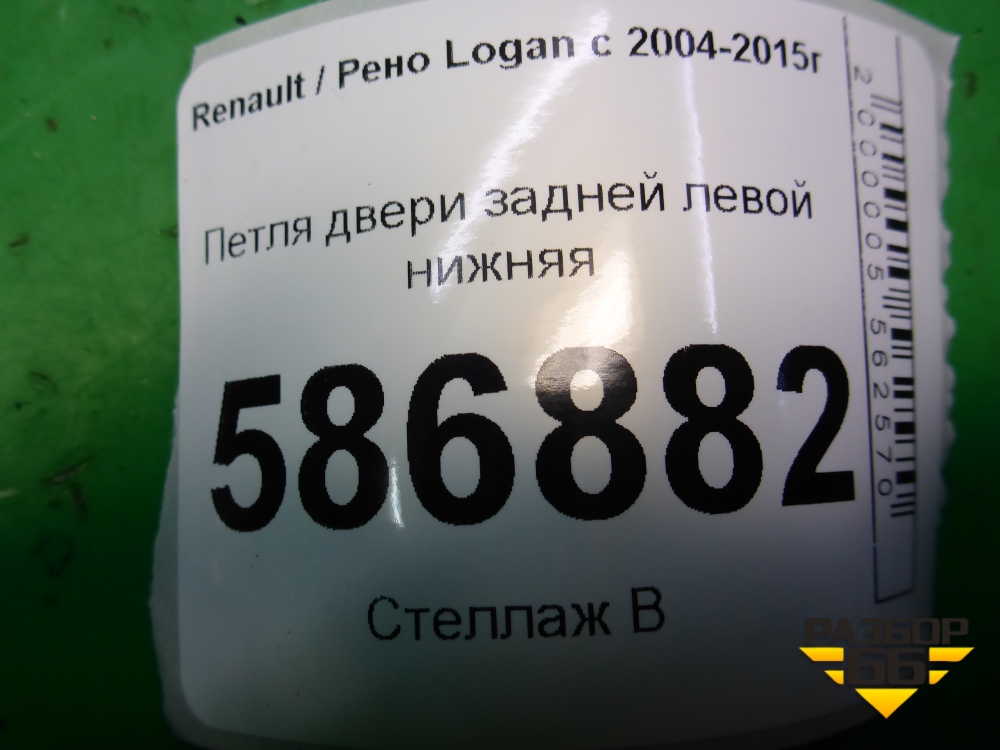 Renault / Рено Logan с 2004-2015г
Петля двери задней левой
нижняя
586882
Стеллаж В
2000005562570
РАЗБОР
66